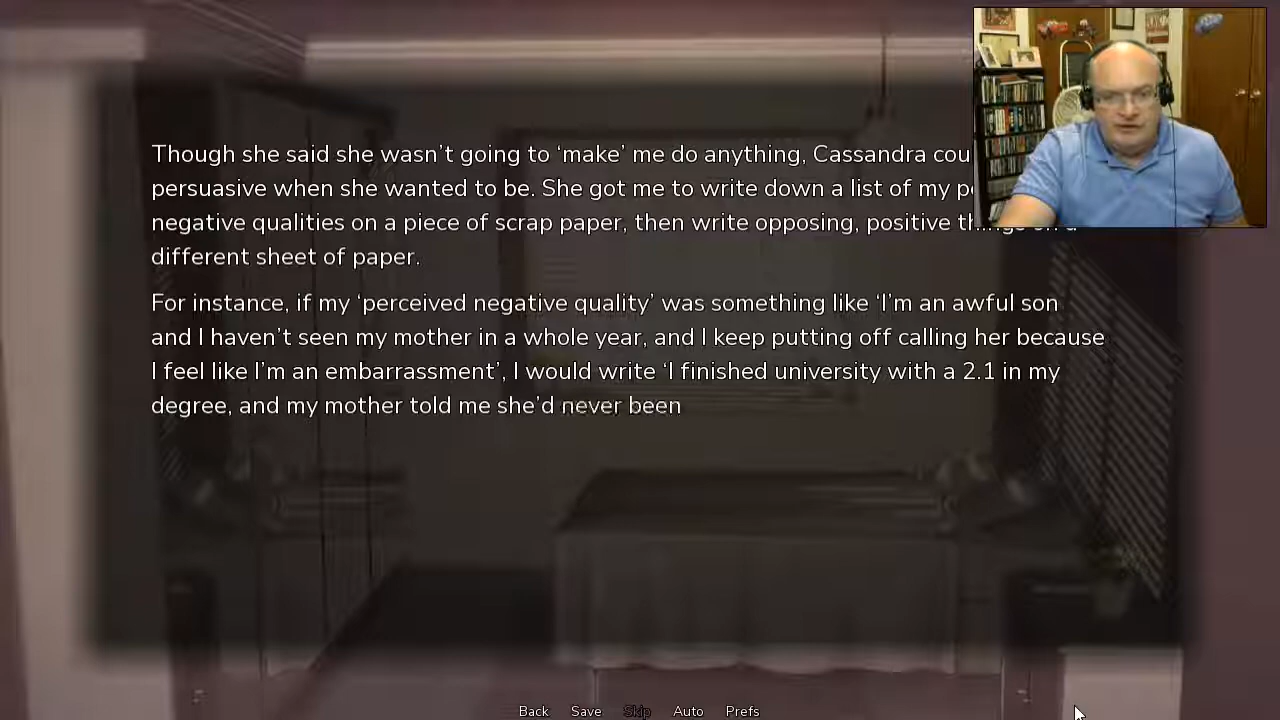 Though she said she wasn’t going to ‘make’ me do anything, Cassandra
persuasive when she wanted to be. She got me to write down a list of my
negative qualities on a piece of scrap paper, then write opposing, positive
different sheet of paper.
For instance, if my ‘perceived negative quality’ was something like ‘I’m an awful son
and I haven’t seen my mother in a whole year, and I keep putting off calling her because
I feel like I’m an embarrassment’, I would write ‘I finished university with a 2.1 in my
degree, and my mother told me she’d never been
Back Save Skip Auto Prefs